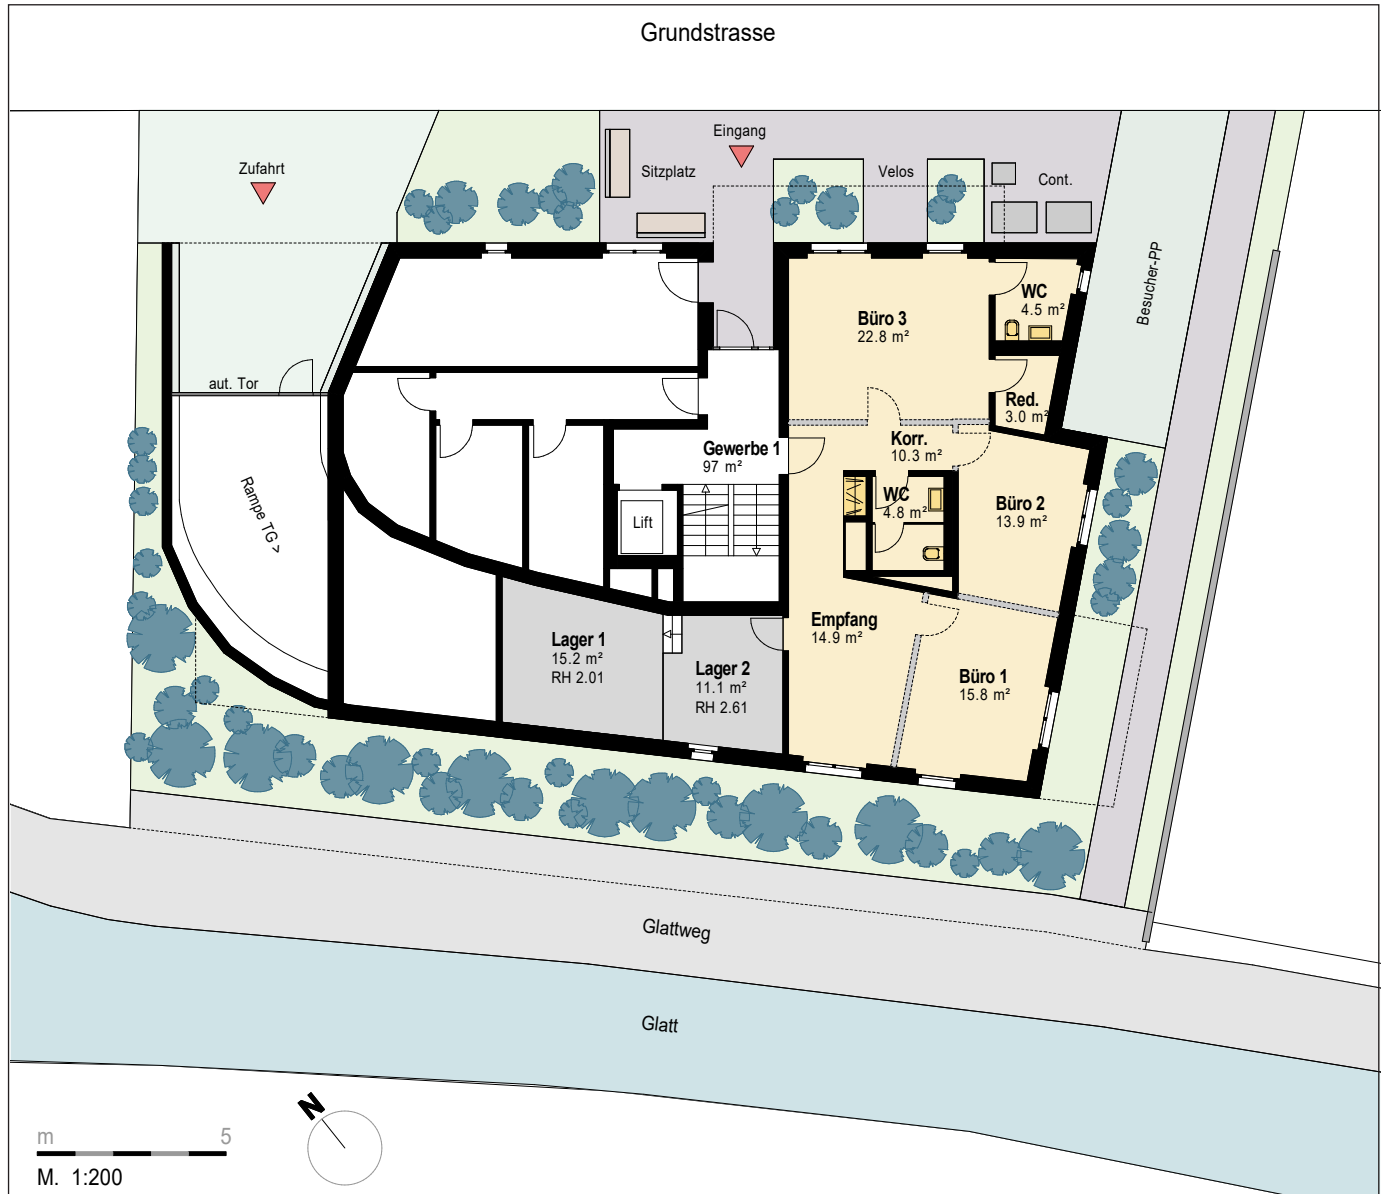 Grundstrasse
Zufahrt
Eingang
Sitzplatz
Velos
Cont.
Besucher-PP
WC
4.5 m²
Büro 3
22.8 m²
aut. Tor
Red.
3.0 m²
Korr.
10.3 m²
Gewerbe 1
97 m²
Rampe TG >
Lift
WC
4.8 m²
Büro 2
13.9 m²
Empfang
14.9 m²
Lager 1
15.2 m²
RH 2.01
Lager 2
11.1 m²
RH 2.61
Büro 1
15.8 m²
Glattweg
Glatt
N
m 5
M. 1:200